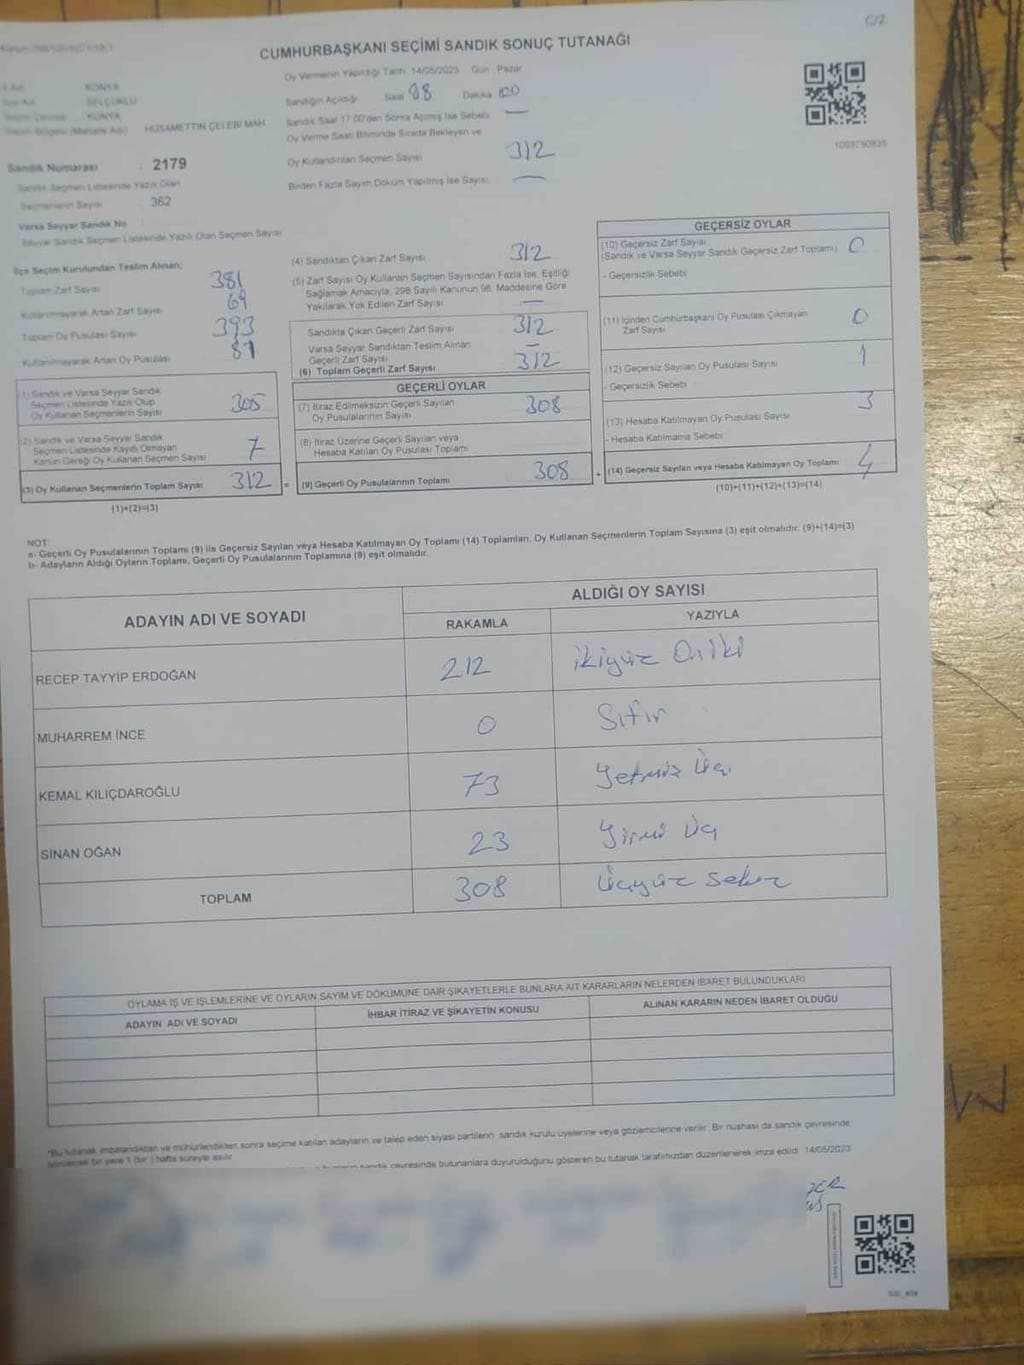 C/2
CUMHURBAŞKANI SEÇİMİ SANDIK SONUÇ TUTANAĞI
KONYA
SELÇUKLU
KONYA
HÜSAMETTİN ÇELEBİ MAH
Sandık Numarası : 2179
Sandık Seçmen Listesinde Yazılı Olan
Seçmenlerin Sayısı : 362
Varsa Seyyar Sandık No
Seyyar Sandık Seçmen Listesinde Yazılı Olan Seçmen Sayısı
Oy Vermenin Yapıldığı Tarih 14/05/2023 Gün : Pazar
Sandığın Açıldığı Saat 08 Dakika 00
Sandık Saat 17:00'den Sonra Açılmış İse Sebebi —
Oy Verme Saati Bitiminde Sırada Bekleyen ve
Oy Kullandırılan Seçmen Sayısı 312
Birden Fazla Sayım Döküm Yapılmış İse Sayısı —
1003790835
İlçe Seçim Kurulundan Teslim Alınan;
Toplam Zarf Sayısı 381
Kullanılmayarak Artan Zarf Sayısı 69
Toplam Oy Pusulası Sayısı 393
Kullanılmayarak Artan Oy Pusulası 81
(1) Sandık ve Varsa Seyyar Sandık
Seçmen Listesinde Yazılı Olup
Oy Kullanan Seçmenlerin Sayısı 305
(2) Sandık ve Varsa Seyyar Sandık
Seçmen Listesinde Kayıtlı Olmayan
Kanun Gereği Oy Kullanan Seçmen Sayısı 7
(3) Oy Kullanan Seçmenlerin Toplam Sayısı 312
(1)+(2)=(3)
(4) Sandıktan Çıkan Zarf Sayısı 312
(5) Zarf Sayısı Oy Kullanan Seçmen Sayısından Fazla İse, Eşitliği
Sağlamak Amacıyla, 298 Sayılı Kanunun 98. Maddesine Göre
Yakılarak Yok Edilen Zarf Sayısı —
Sandıkta Çıkan Geçerli Zarf Sayısı 312
Varsa Seyyar Sandıktan Teslim Alınan
Geçerli Zarf Sayısı —
(6) Toplam Geçerli Zarf Sayısı 312
GEÇERLİ OYLAR
(7) İtiraz Edilmeksizin Geçerli Sayılan
Oy Pusulalarının Sayısı 308
(8) İtiraz Üzerine Geçerli Sayılan veya
Hesaba Katılan Oy Pusulası Toplamı
= (9) Geçerli Oy Pusulalarının Toplamı 308 +
GEÇERSİZ OYLAR
(10) Geçersiz Zarf Sayısı
(Sandık ve Varsa Seyyar Sandık Geçersiz Zarf Toplamı) 0
- Geçersizlik Sebebi
(11) İçinden Cumhurbaşkanı Oy Pusulası Çıkmayan
Zarf Sayısı 0
(12) Geçersiz Sayılan Oy Pusulası Sayısı 1
- Geçersizlik Sebebi
(13) Hesaba Katılmayan Oy Pusulası Sayısı 3
- Hesaba Katılmama Sebebi
(14) Geçersiz Sayılan veya Hesaba Katılmayan Oy Toplamı 4
(10)+(11)+(12)+(13)=(14)
NOT:
a- Geçerli Oy Pusulalarının Toplamı (9) ile Geçersiz Sayılan veya Hesaba Katılmayan Oy Toplamı (14) Toplamları, Oy Kullanan Seçmenlerin Toplam Sayısına (3) eşit olmalıdır. (9)+(14)=(3)
b- Adayların Aldığı Oyların Toplamı, Geçerli Oy Pusulalarının Toplamına (9) eşit olmalıdır.
ADAYIN ADI VE SOYADI
ALDIĞI OY SAYISI
RAKAMLA YAZIYLA
RECEP TAYYİP ERDOĞAN 212 ikiyüz Oniki
MUHARREM İNCE 0 Sıfır
KEMAL KILIÇDAROĞLU 73 Yetmiş Üç
SİNAN OĞAN 23 Yirmi Üç
TOPLAM 308 Üçyüz sekiz
OYLAMA İŞ VE İŞLEMLERİNE VE OYLARIN SAYIM VE DÖKÜMÜNE DAİR ŞİKAYETLERLE BUNLARA AİT KARARLARIN NELERDEN İBARET BULUNDUKLARI
ADAYIN ADI VE SOYADI İHBAR İTİRAZ VE ŞİKAYETİN KONUSU ALINAN KARARIN NEDEN İBARET OLDUĞU
*Bu tutanak imzalandıktan ve mühürlendikten sonra seçime katılan adayların ve talep eden siyasi partilerin sandık kurulu üyelerine veya gözlemcilerine verilir. Bir nüshası da sandık çevresinde
görülecek bir yere 1 (bir) hafta süreyle asılır.
sandık çevresinde bulunanlara duyurulduğunu gösteren bu tutanak tarafımızdan düzenlenerek imza edildi 14/05/2023